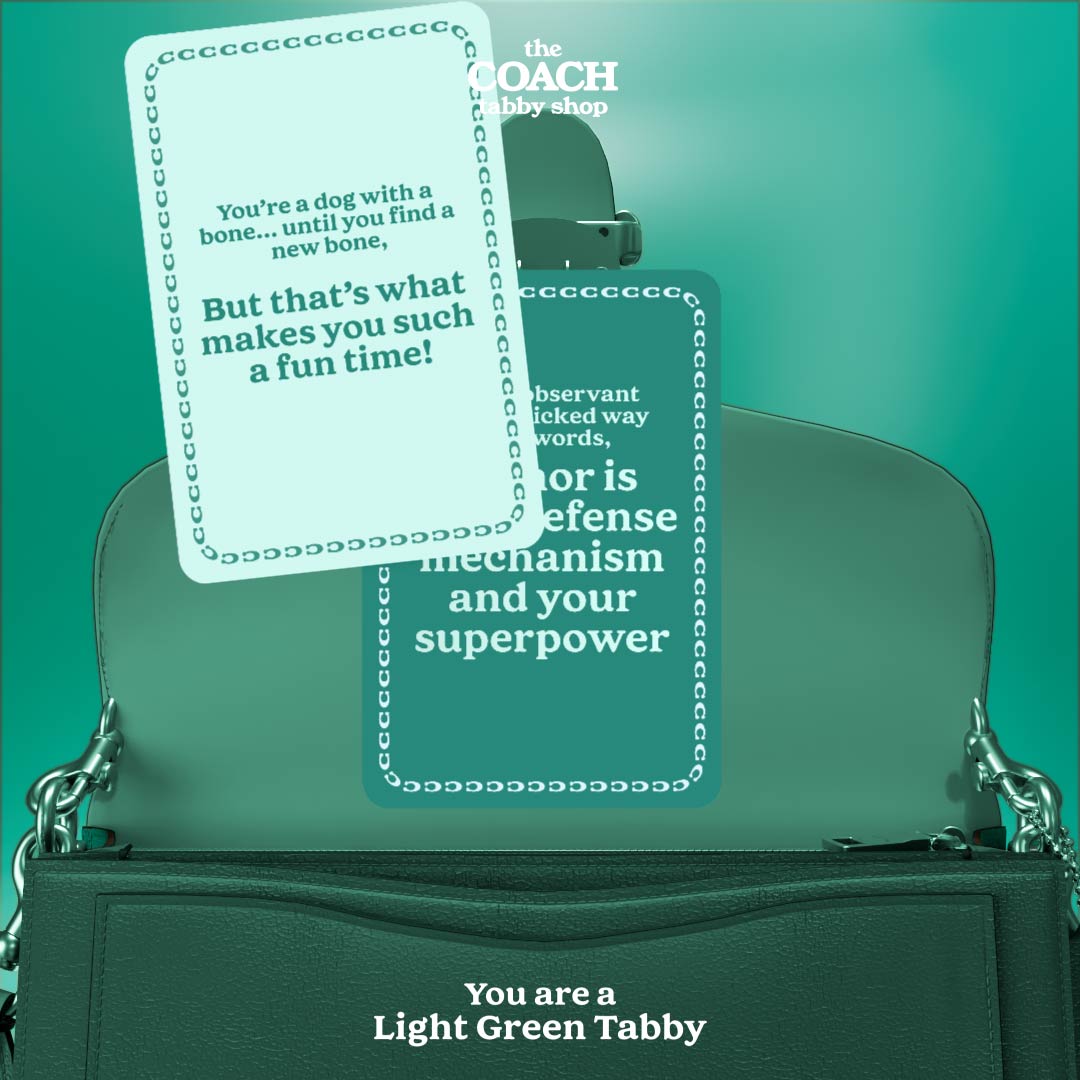 the
COACH
tabby shop
You're a dog with a
bone... until you find a
new bone,
But that's what
makes you such
a fun time!
observant
way
words,
is
mechanism
and your
superpower
You are a
Light Green Tabby